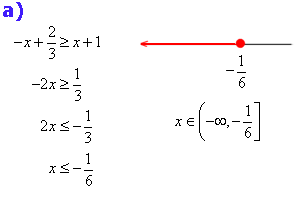 a)
−x + 2/3 ≥ x + 1
−2x ≥ 1/3
2x ≤ −1/3
x ≤ −1/6
−1/6
x ∈ (−∞, −1/6]